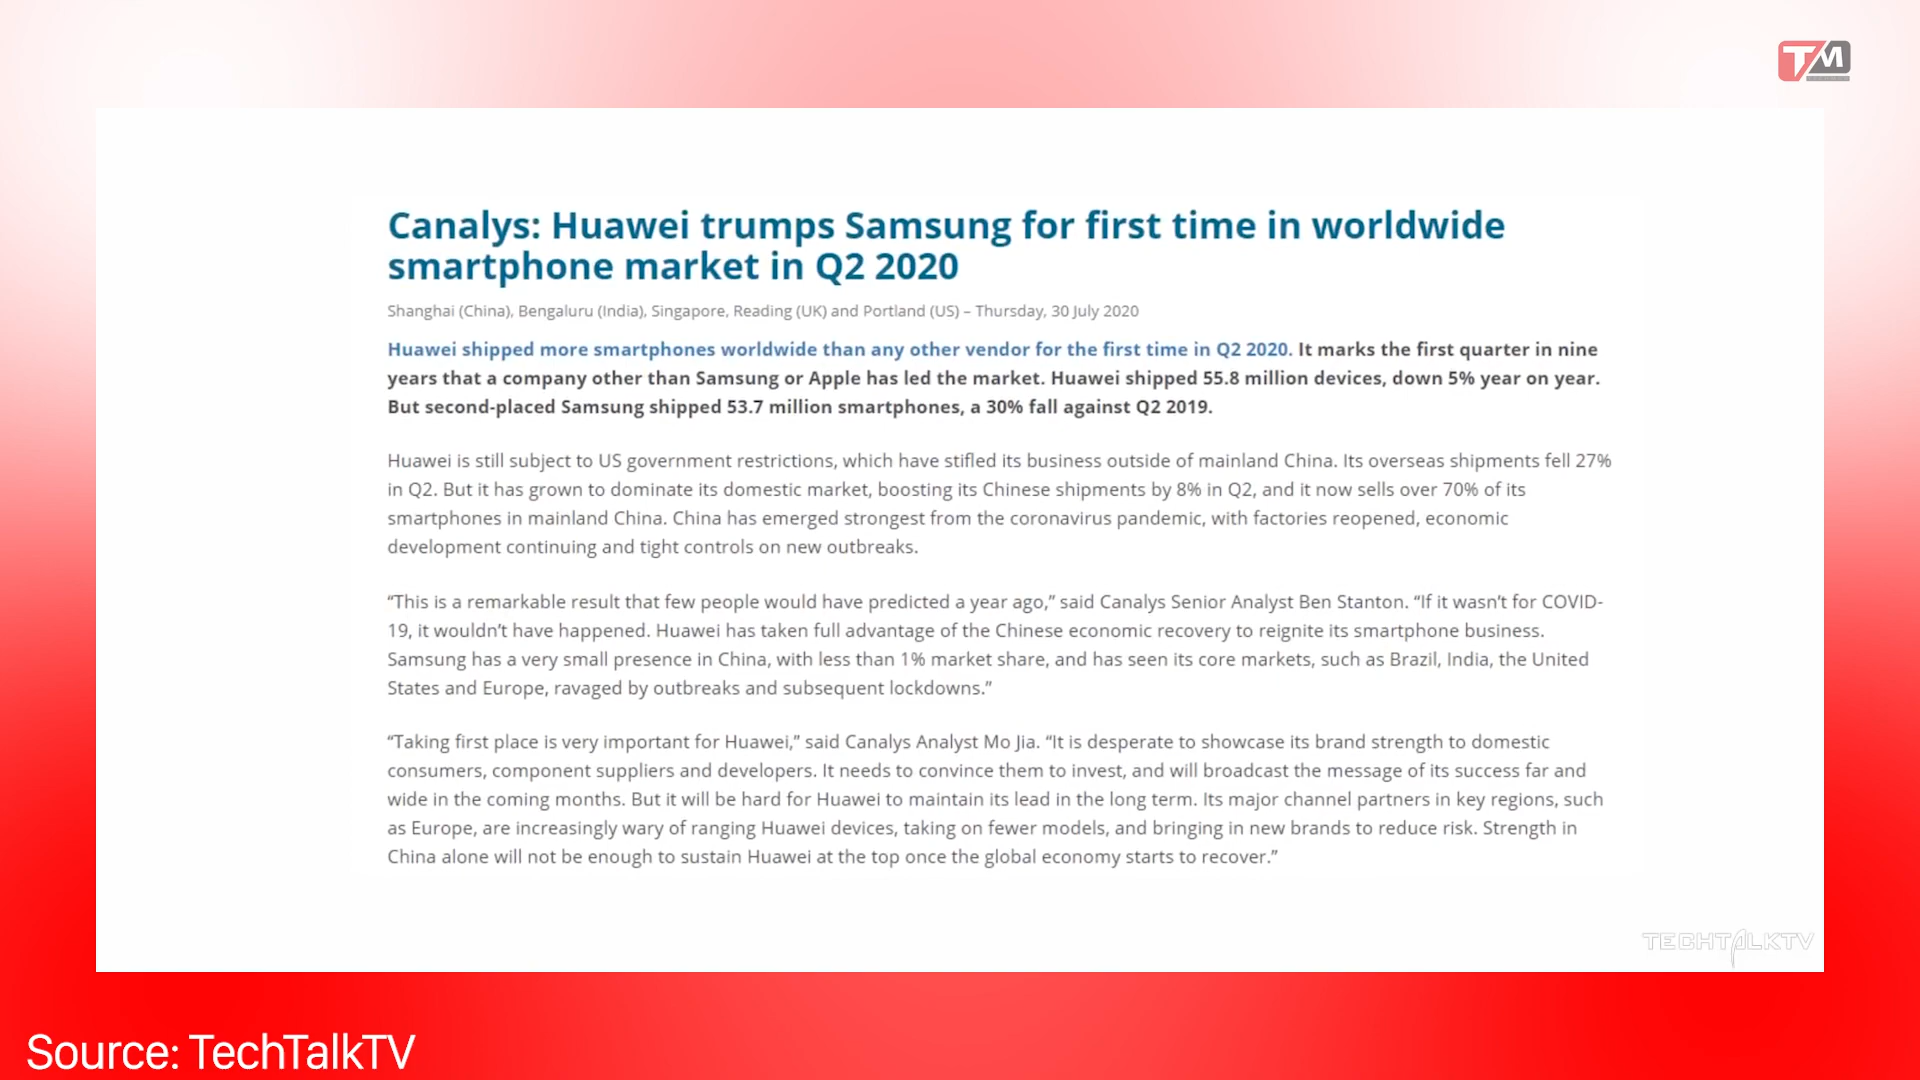 TM
Canalys: Huawei trumps Samsung for first time in worldwide
smartphone market in Q2 2020
Shanghai (China), Bengaluru (India), Singapore, Reading (UK) and Portland (US) – Thursday, 30 July 2020
Huawei shipped more smartphones worldwide than any other vendor for the first time in Q2 2020. It marks the first quarter in nine
years that a company other than Samsung or Apple has led the market. Huawei shipped 55.8 million devices, down 5% year on year.
But second-placed Samsung shipped 53.7 million smartphones, a 30% fall against Q2 2019.
Huawei is still subject to US government restrictions, which have stifled its business outside of mainland China. Its overseas shipments fell 27%
in Q2. But it has grown to dominate its domestic market, boosting its Chinese shipments by 8% in Q2, and it now sells over 70% of its
smartphones in mainland China. China has emerged strongest from the coronavirus pandemic, with factories reopened, economic
development continuing and tight controls on new outbreaks.
“This is a remarkable result that few people would have predicted a year ago,” said Canalys Senior Analyst Ben Stanton. “If it wasn’t for COVID-
19, it wouldn’t have happened. Huawei has taken full advantage of the Chinese economic recovery to reignite its smartphone business.
Samsung has a very small presence in China, with less than 1% market share, and has seen its core markets, such as Brazil, India, the United
States and Europe, ravaged by outbreaks and subsequent lockdowns.”
“Taking first place is very important for Huawei,” said Canalys Analyst Mo Jia. “It is desperate to showcase its brand strength to domestic
consumers, component suppliers and developers. It needs to convince them to invest, and will broadcast the message of its success far and
wide in the coming months. But it will be hard for Huawei to maintain its lead in the long term. Its major channel partners in key regions, such
as Europe, are increasingly wary of ranging Huawei devices, taking on fewer models, and bringing in new brands to reduce risk. Strength in
China alone will not be enough to sustain Huawei at the top once the global economy starts to recover.”
TECHTALKTV
Source: TechTalkTV